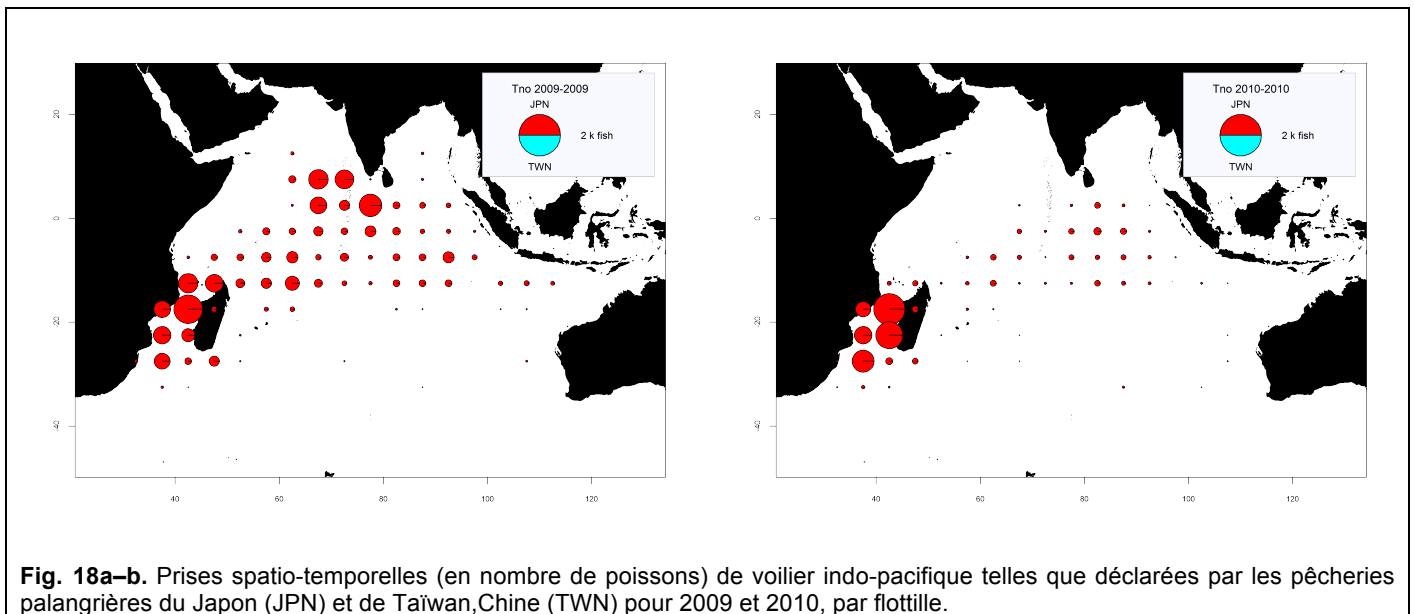 Tno 2009-2009
JPN
2 k fish
TWN
20
0
-20
-40
40
60
80
100
120
Tno 2010-2010
JPN
2 k fish
TWN
20
0
-20
-40
40
60
80
100
120
Fig. 18a–b. Prises spatio-temporelles (en nombre de poissons) de voilier indo-pacifique telles que déclarées par les pêcheries
palangrières du Japon (JPN) et de Taïwan,Chine (TWN) pour 2009 et 2010, par flottille.